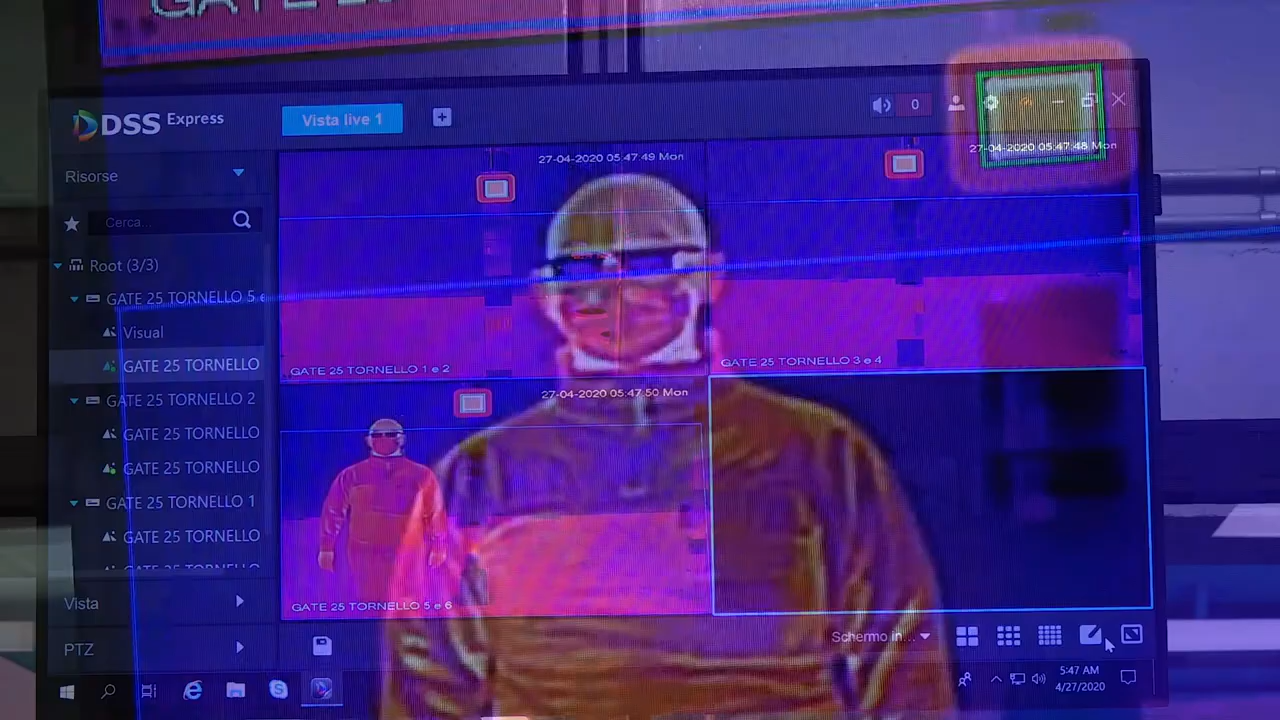 GATE 2
DSS Express
Vista live 1
0
Risorse
Cerca...
Root (3/3)
GATE 25 TORNELLO 5 e
Visual
GATE 25 TORNELLO
GATE 25 TORNELLO 2
GATE 25 TORNELLO
GATE 25 TORNELLO
GATE 25 TORNELLO 1
GATE 25 TORNELLO
Vista
PTZ
27-04-2020 05:47:49 Mon
GATE 25 TORNELLO 1 e 2
27-04-2020 05:47:48 Mon
GATE 25 TORNELLO 3 e 4
27-04-2020 05:47:50 Mon
GATE 25 TORNELLO 5 e 6
Schermo in...
5:47 AM
4/27/2020